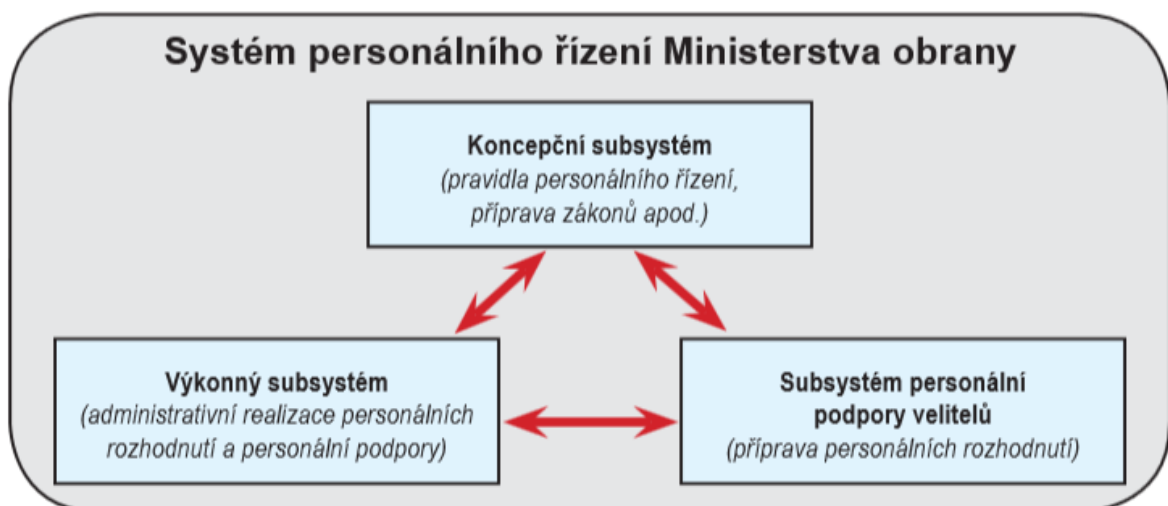 Systém personálního řízení Ministerstva obrany
Koncepční subsystém
(pravidla personálního řízení,
příprava zákonů apod.)
Výkonný subsystém
(administrativní realizace personálních
rozhodnutí a personální podpory)
Subsystém personální
podpory velitelů
(příprava personálních rozhodnutí)